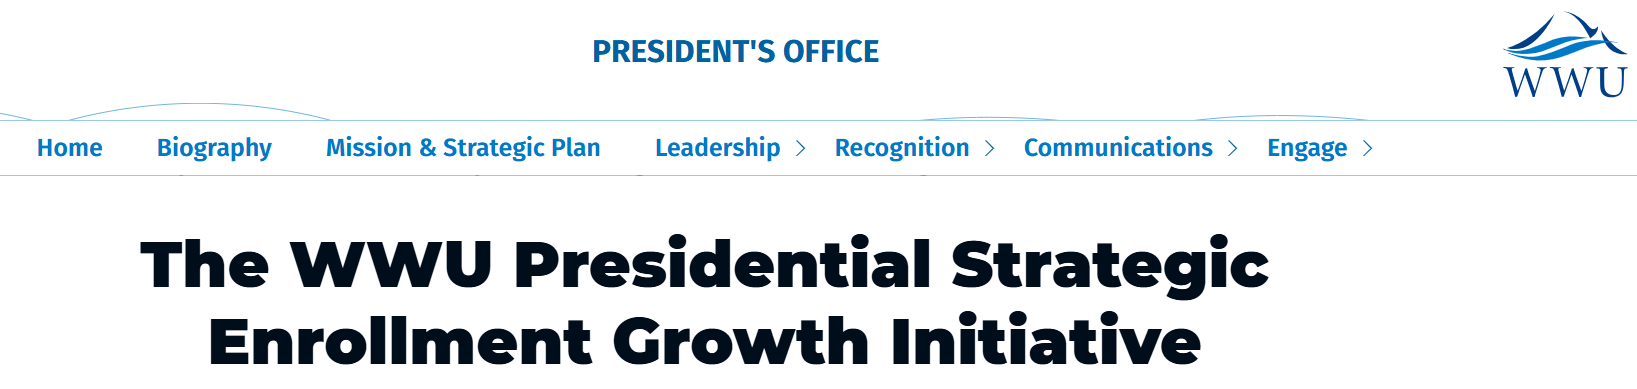 PRESIDENT'S OFFICE
WWU
Home Biography Mission & Strategic Plan Leadership Recognition Communications Engage
The WWU Presidential Strategic
Enrollment Growth Initiative